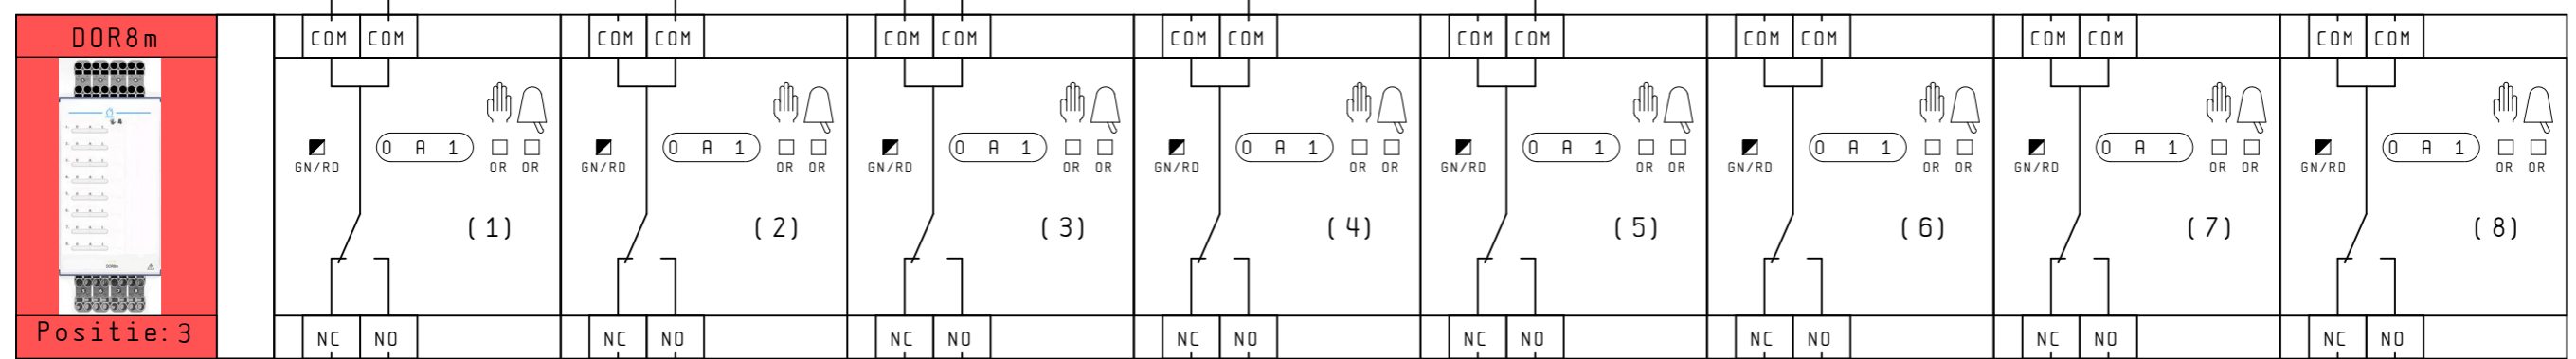 DOR8m
COM COM COM COM COM COM COM COM COM COM COM COM COM COM COM COM
0 A 1 0 A 1 0 A 1 0 A 1 0 A 1 0 A 1 0 A 1 0 A 1
GN/RD OR OR GN/RD OR OR GN/RD OR OR GN/RD OR OR GN/RD OR OR GN/RD OR OR GN/RD OR OR GN/RD OR OR
(1) (2) (3) (4) (5) (6) (7) (8)
Positie: 3
NC NO NC NO NC NO NC NO NC NO NC NO NC NO NC NO